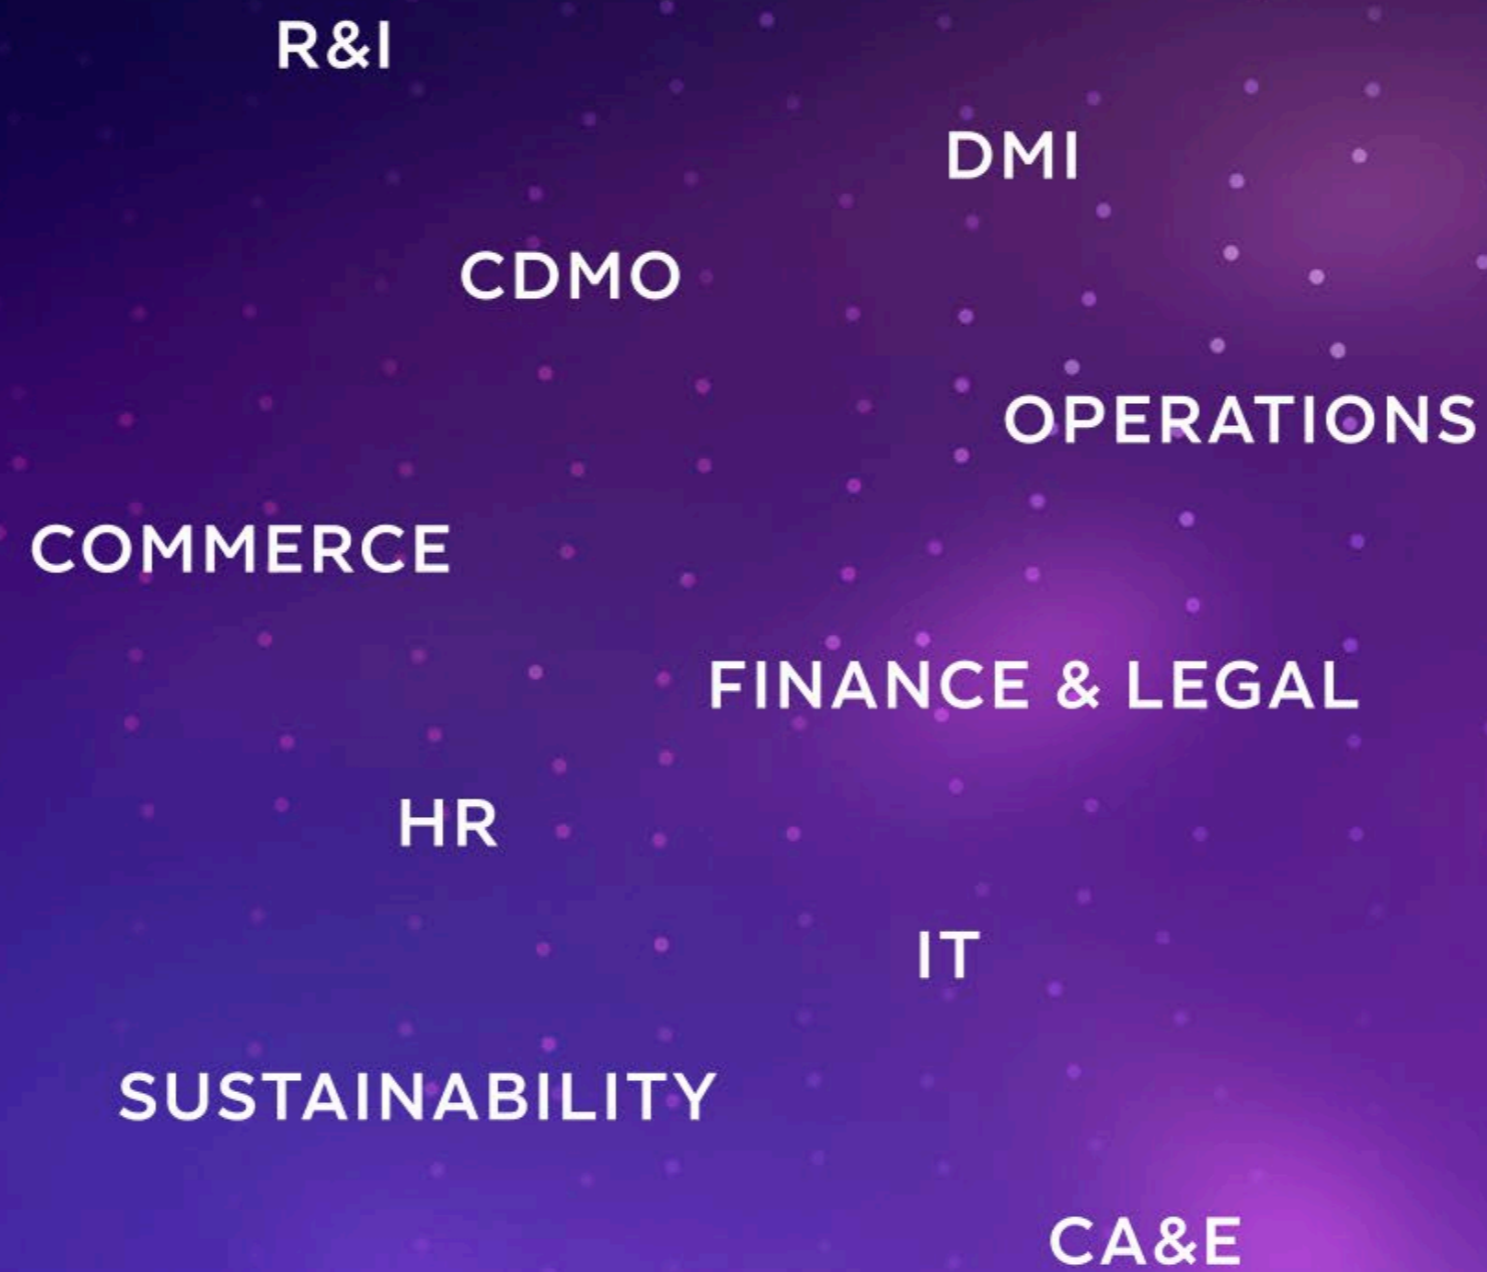 R&I
DMI
CDMO
OPERATIONS
COMMERCE
FINANCE & LEGAL
HR
IT
SUSTAINABILITY
CA&E